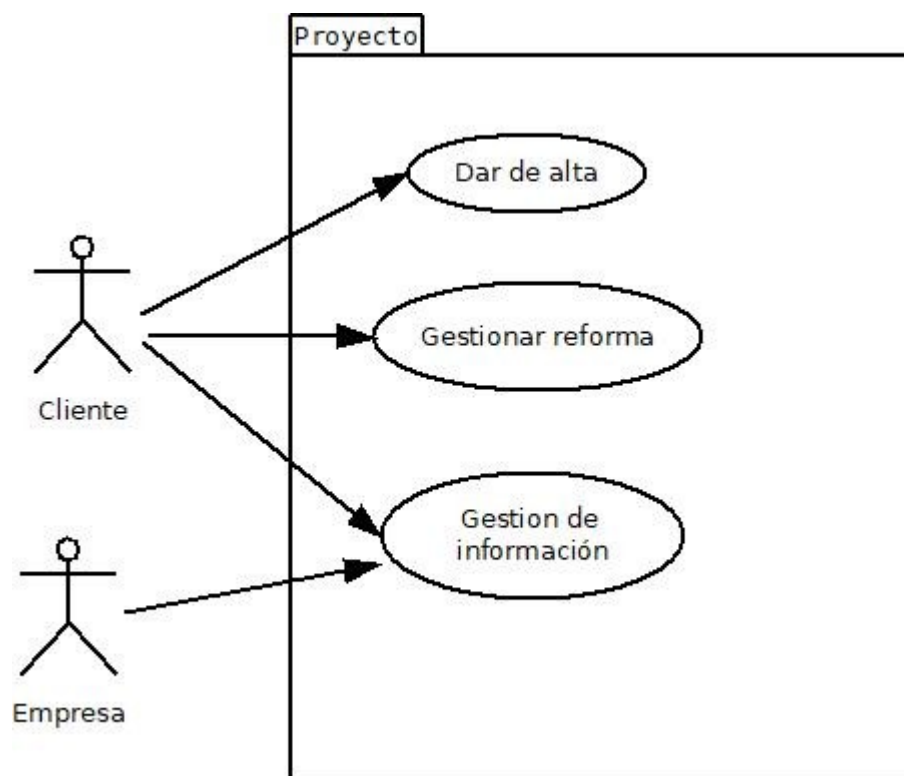 Proyecto
Dar de alta
Gestionar reforma
Cliente
Gestion de
información
Empresa